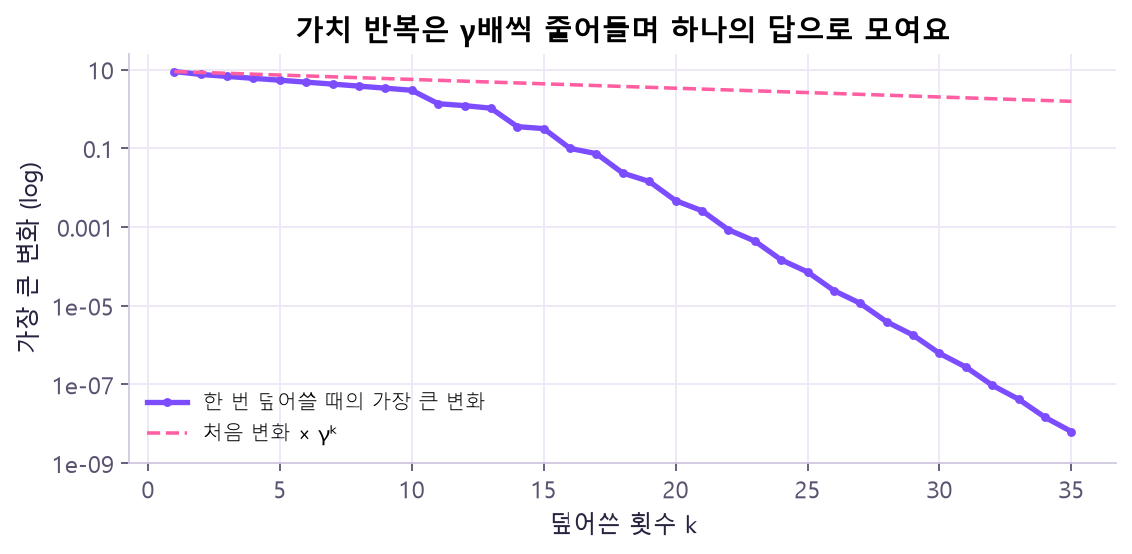 가치 반복은 γ배씩 줄어들며 하나의 답으로 모여요
가장 큰 변화 (log)
10
0.1
0.001
1e-05
1e-07
1e-09
한 번 덮어쓸 때의 가장 큰 변화
처음 변화 × γᵏ
0 5 10 15 20 25 30 35
덮어쓴 횟수 k